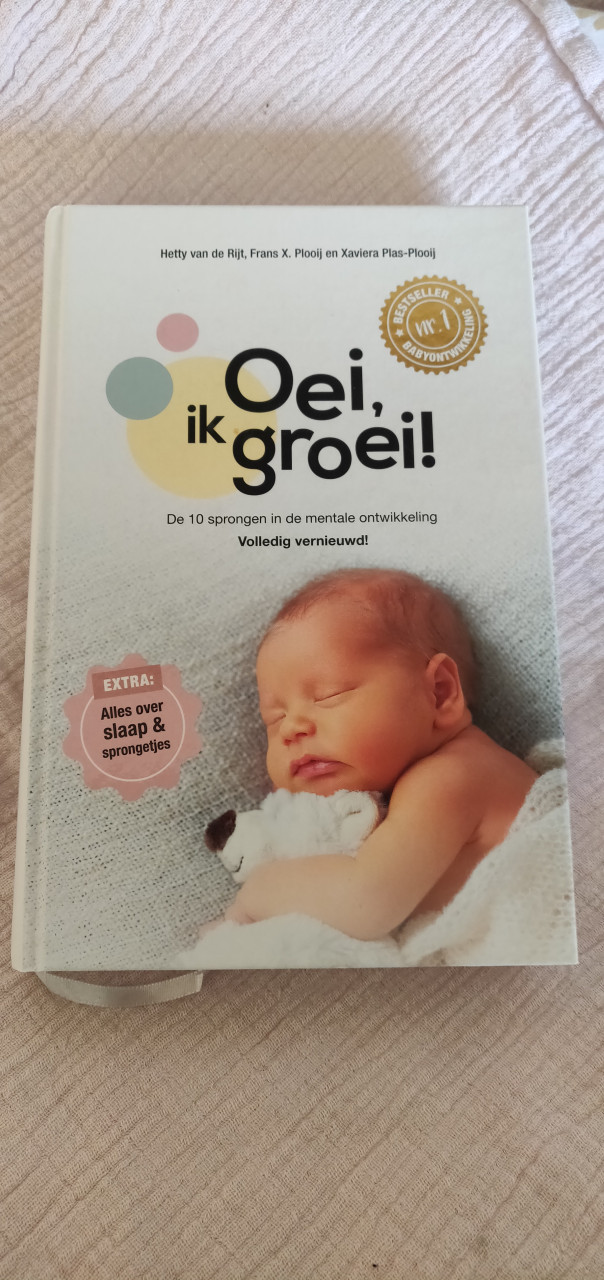 Hetty van de Rijt, Frans X. Plooij en Xaviera Plas-Plooij
BESTSELLER
nr. 1
BABYONTWIKKELING
Oei,
ik groei!
De 10 sprongen in de mentale ontwikkeling
Volledig vernieuwd!
EXTRA:
Alles over
slaap &
sprongetjes